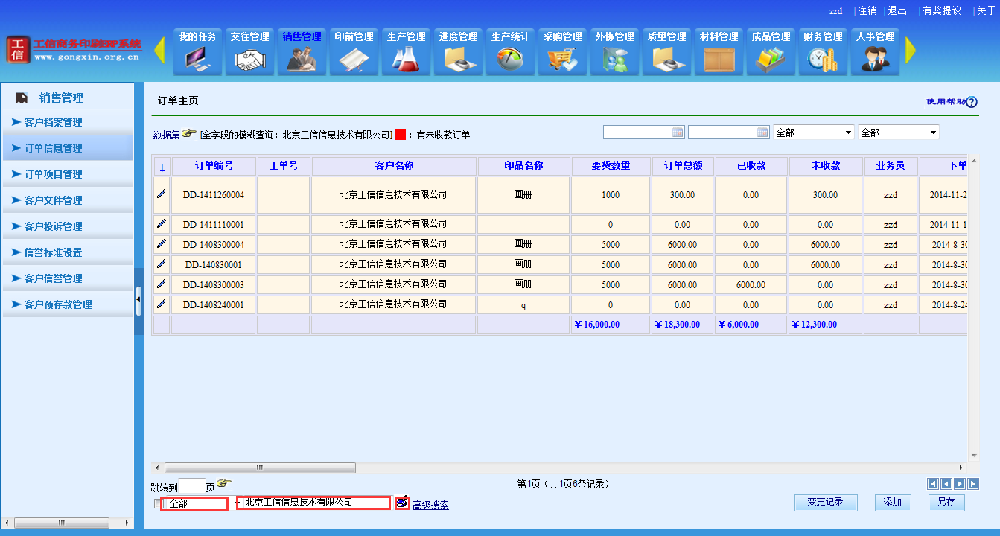 zzd |注销 |退出 |有奖提议 |关于
工信
工信商务印刷ERP系统
www.gongxin.org.cn
我的任务 交往管理 销售管理 印前管理 生产管理 进度管理 生产统计 采购管理 外协管理 质量管理 材料管理 成品管理 财务管理 人事管理
销售管理
客户档案管理
订单信息管理
订单项目管理
客户文件管理
客户投诉管理
信誉标准设置
客户信誉管理
客户预存款管理
订单主页
使用帮助?
数据集 [全字段的模糊查询：北京工信信息技术有限公司] ：有未收款订单
全部 全部
↓ 订单编号 工单号 客户名称 印品名称 要货数量 订单总额 已收款 未收款 业务员 下单
DD-1411260004 北京工信信息技术有限公司 画册 1000 300.00 0.00 300.00 zzd 2014-11-2
DD-1411110001 北京工信信息技术有限公司 0 0.00 0.00 0.00 zzd 2014-11-1
DD-1408300004 北京工信信息技术有限公司 画册 5000 6000.00 0.00 6000.00 zzd 2014-8-30
DD-140830001 北京工信信息技术有限公司 画册 5000 6000.00 0.00 6000.00 zzd 2014-8-30
DD-1408300003 北京工信信息技术有限公司 画册 5000 6000.00 6000.00 0.00 zzd 2014-8-30
DD-1408240001 北京工信信息技术有限公司 q 0 0.00 0.00 0.00 zzd 2014-8-24
￥16,000.00 ￥18,300.00 ￥6,000.00 ￥12,300.00
跳转到 页
第1页（共1页6条记录）
全部 北京工信信息技术有限公司 高级搜索
变更记录 添加 另存